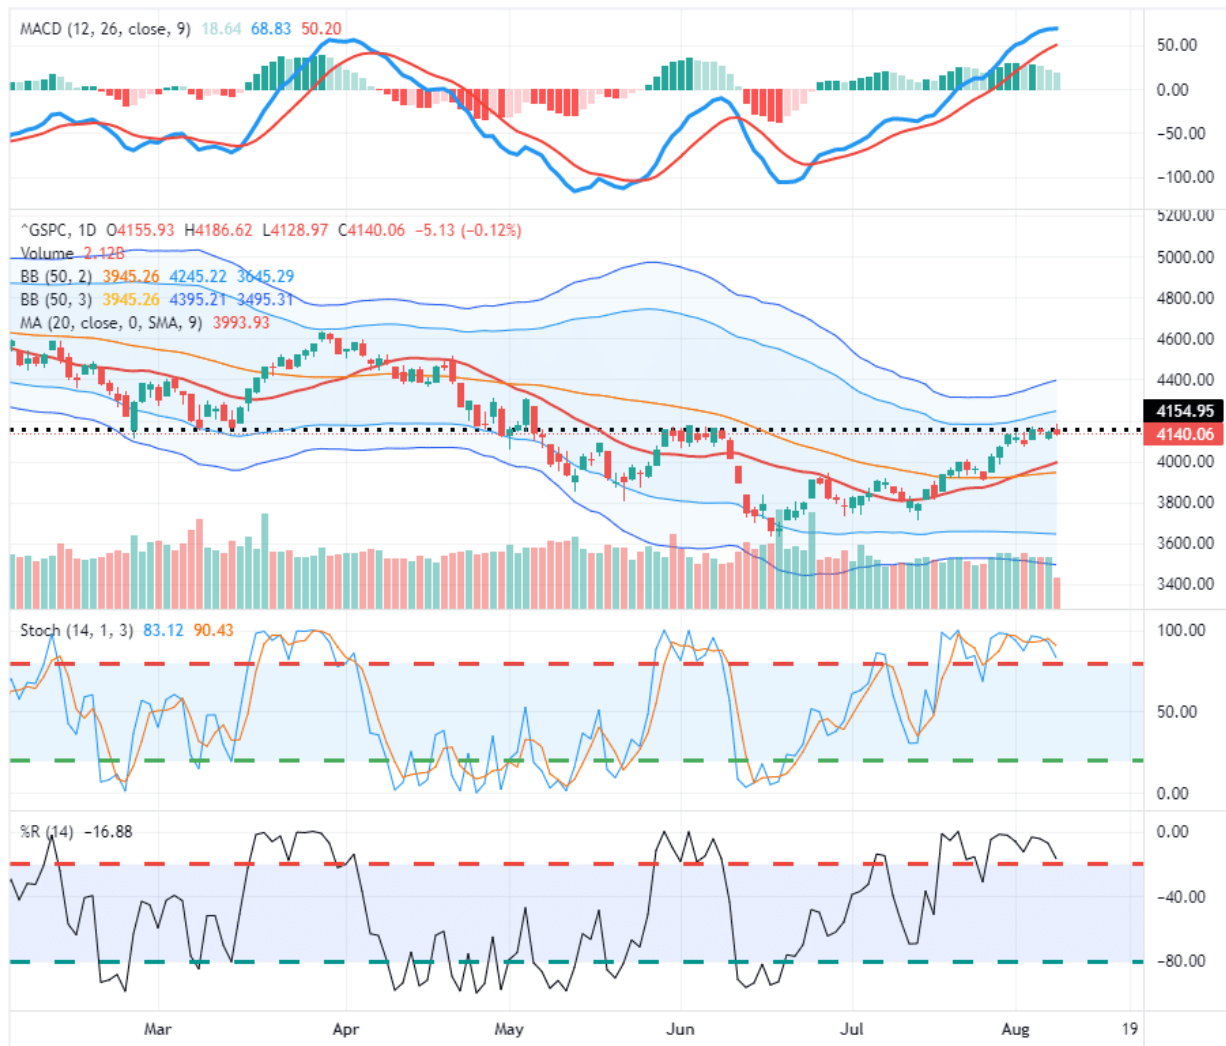 MACD (12, 26, close, 9) 18.64 68.83 50.20
50.00
0.00
−50.00
−100.00
5200.00
^GSPC, 1D O4155.93 H4186.62 L4128.97 C4140.06 −5.13 (−0.12%)
Volume 2.12B
5000.00
BB (50, 2) 3945.26 4245.22 3645.29
BB (50, 3) 3945.26 4395.21 3495.31
4800.00
MA (20, close, 0, SMA, 9) 3993.93
4600.00
4400.00
4154.95
4140.06
4000.00
3800.00
3600.00
3400.00
Stoch (14, 1, 3) 83.12 90.43
100.00
50.00
0.00
%R (14) −16.88
0.00
−40.00
−80.00
Mar Apr May Jun Jul Aug 19